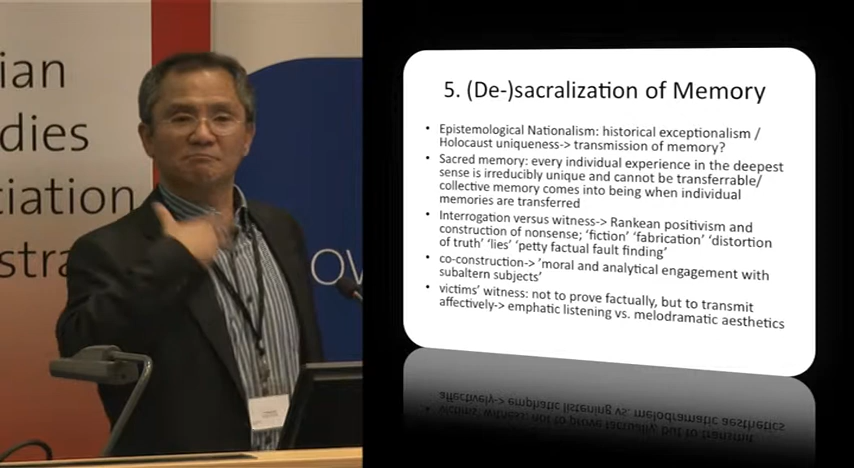 ian
dies
ciation
stra
OV
5. (De-)sacralization of Memory
• Epistemological Nationalism: historical exceptionalism /
Holocaust uniqueness-> transmission of memory?
• Sacred memory: every individual experience in the deepest
sense is irreducibly unique and cannot be transferrable/
collective memory comes into being when individual
memories are transferred
• Interrogation versus witness-> Rankean positivism and
construction of nonsense; 'fiction' 'fabrication' 'distortion
of truth' 'lies' 'petty factual fault finding'
• co-construction-> 'moral and analytical engagement with
subaltern subjects'
• victims' witness: not to prove factually, but to transmit
affectively-> emphatic listening vs. melodramatic aesthetics